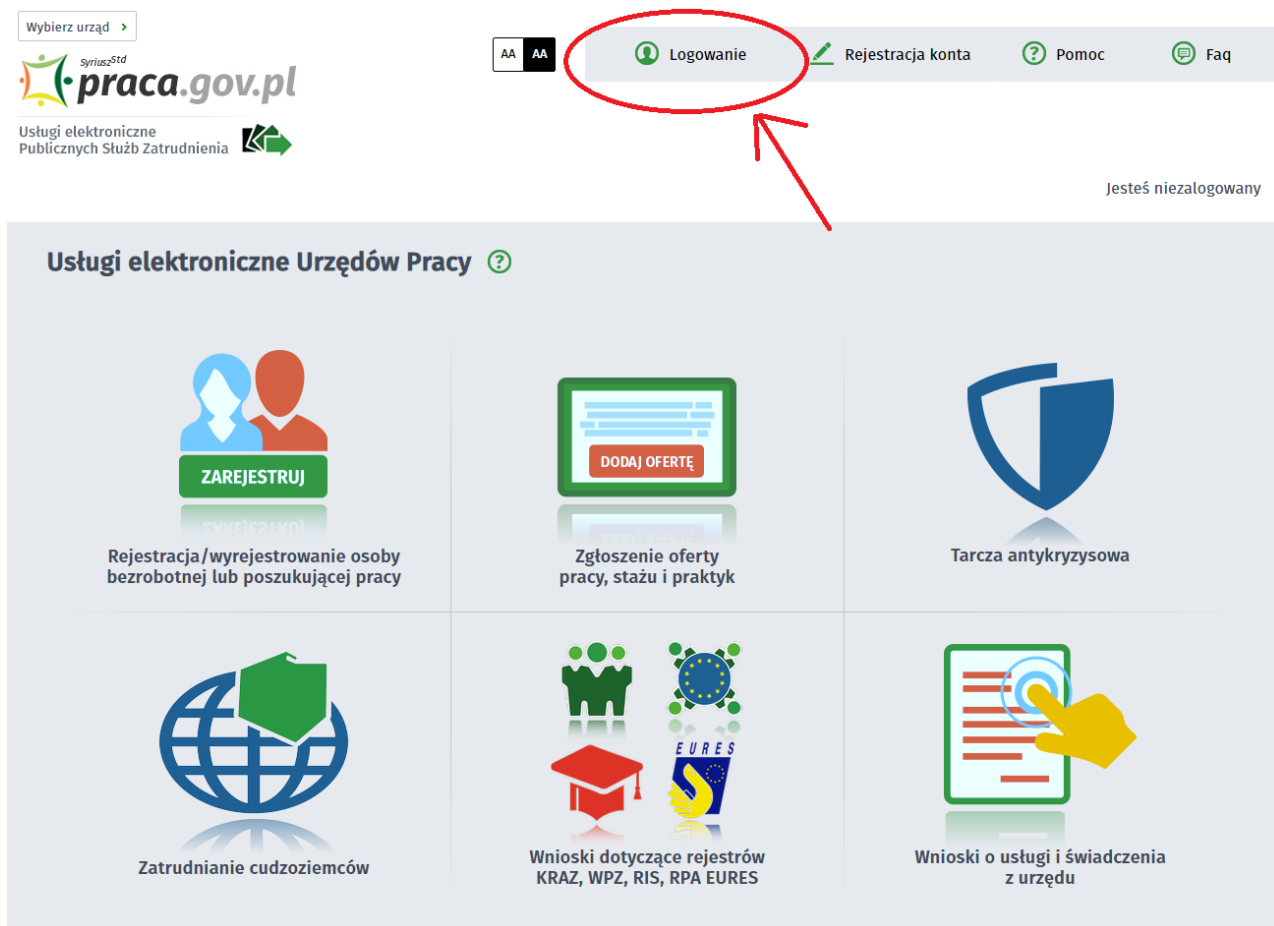 Wybierz urząd
AA AA
Logowanie
Rejestracja konta
Pomoc
Faq
SyriuszStd
praca.gov.pl
Usługi elektroniczne
Publicznych Służb Zatrudnienia
Jesteś niezalogowany
Usługi elektroniczne Urzędów Pracy
ZAREJESTRUJ
Rejestracja/wyrejestrowanie osoby
bezrobotnej lub poszukującej pracy
DODAJ OFERTĘ
Zgłoszenie oferty
pracy, stażu i praktyk
Tarcza antykryzysowa
Zatrudnianie cudzoziemców
EURES
Wnioski dotyczące rejestrów
KRAZ, WPZ, RIS, RPA EURES
Wnioski o usługi i świadczenia
z urzędu